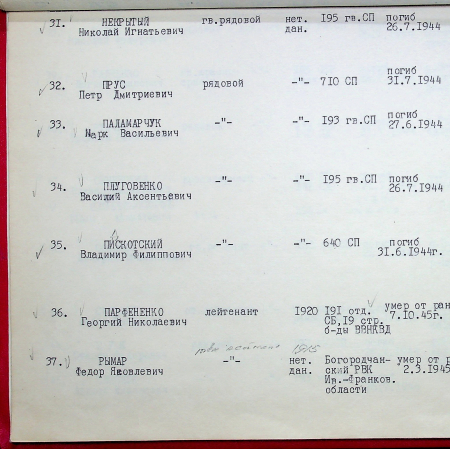 31. НЕКРЫТЫЙ гв.рядовой нет. 195 гв.СП погиб
Николай Игнатьевич дан. 26.7.1944
погиб
32. ПРУС рядовой -"- 710 СП 31.7.1944
Петр Дмитриевич
33. ПАЛАМАРЧУК -"- -"- 193 гв.СП погиб
Марк Васильевич 27.6.1944
34. ПЛУГОВЕНКО -"- -"- 195 гв.СП погиб
Василий Аксентьевич 26.7.1944
35. ПИСКОТСКИЙ -"- -"- 640 СП погиб
Владимир Филиппович 31.6.1944г.
36. ПАРФЕНЕНКО лейтенант 1920 191 отд. умер от ран
Георгий Николаевич СБ,19 стр. 7.10.45г.
б-ды ВВНКВД
1915
37. РЫМАР -"- нет. Богородчан- умер от р
Федор Яковлевич дан. ский РВК 2.3.1945
Ив.-Франков.
области